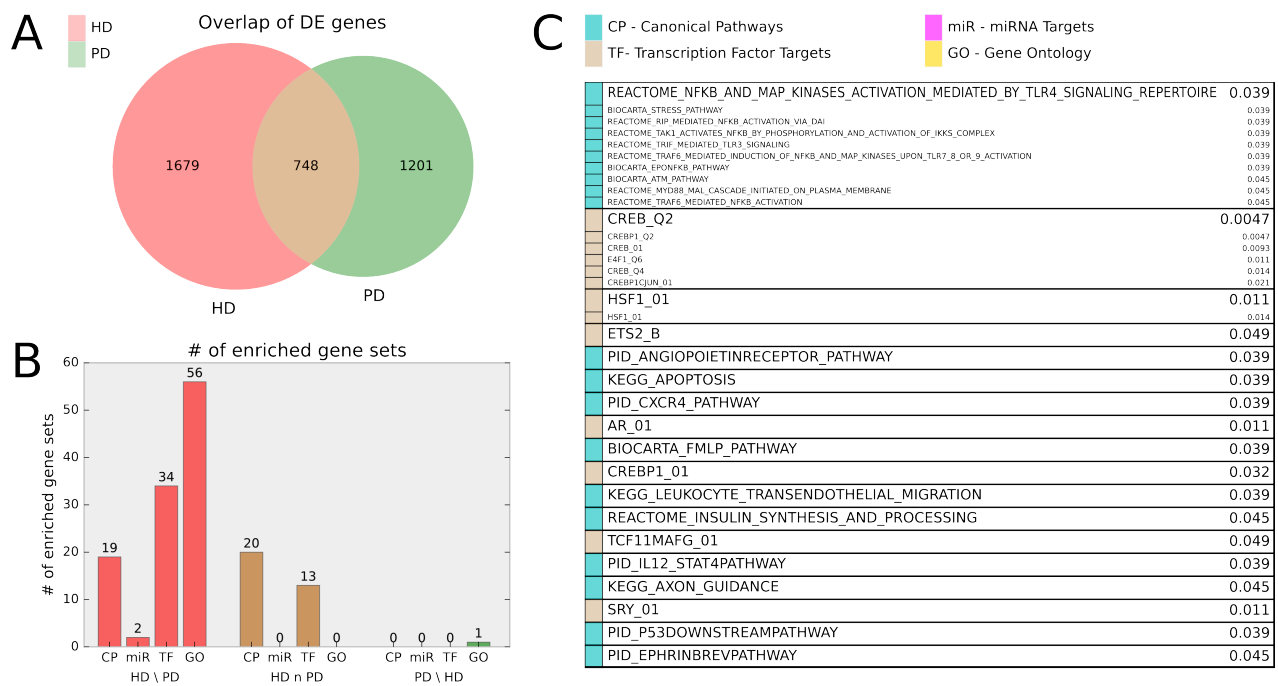 A
HD
PD
Overlap of DE genes
1679
748
1201
HD
PD
B
# of enriched gene sets
# of enriched gene sets
60
50
40
30
20
10
0
19
2
34
56
20
0
13
0
0
0
0
1
CP miR TF GO CP miR TF GO CP miR TF GO
HD \ PD HD n PD PD \ HD
C
CP - Canonical Pathways
TF- Transcription Factor Targets
miR - miRNA Targets
GO - Gene Ontology
REACTOME_NFKB_AND_MAP_KINASES_ACTIVATION_MEDIATED_BY_TLR4_SIGNALING_REPERTOIRE 0.039
BIOCARTA_STRESS_PATHWAY 0.039
REACTOME_RIP_MEDIATED_NFKB_ACTIVATION_VIA_DAI 0.039
REACTOME_TAK1_ACTIVATES_NFKB_BY_PHOSPHORYLATION_AND_ACTIVATION_OF_IKKS_COMPLEX 0.039
REACTOME_TRIF_MEDIATED_TLR3_SIGNALING 0.039
REACTOME_TRAF6_MEDIATED_INDUCTION_OF_NFKB_AND_MAP_KINASES_UPON_TLR7_8_OR_9_ACTIVATION 0.039
BIOCARTA_EPONFKB_PATHWAY 0.039
BIOCARTA_ATM_PATHWAY 0.045
REACTOME_MYD88_MAL_CASCADE_INITIATED_ON_PLASMA_MEMBRANE 0.045
REACTOME_TRAF6_MEDIATED_NFKB_ACTIVATION 0.045
CREB_Q2 0.0047
CREBP1_Q2 0.0047
CREB_01 0.0093
E4F1_Q6 0.011
CREB_Q4 0.014
CREBP1CJUN_01 0.021
HSF1_01 0.011
HSF1_01 0.014
ETS2_B 0.049
PID_ANGIOPOIETINRECEPTOR_PATHWAY 0.039
KEGG_APOPTOSIS 0.039
PID_CXCR4_PATHWAY 0.039
AR_01 0.011
BIOCARTA_FMLP_PATHWAY 0.039
CREBP1_01 0.032
KEGG_LEUKOCYTE_TRANSENDOTHELIAL_MIGRATION 0.039
REACTOME_INSULIN_SYNTHESIS_AND_PROCESSING 0.045
TCF11MAFG_01 0.049
PID_IL12_STAT4PATHWAY 0.039
KEGG_AXON_GUIDANCE 0.045
SRY_01 0.011
PID_P53DOWNSTREAMPATHWAY 0.039
PID_EPHRINBREVPATHWAY 0.045